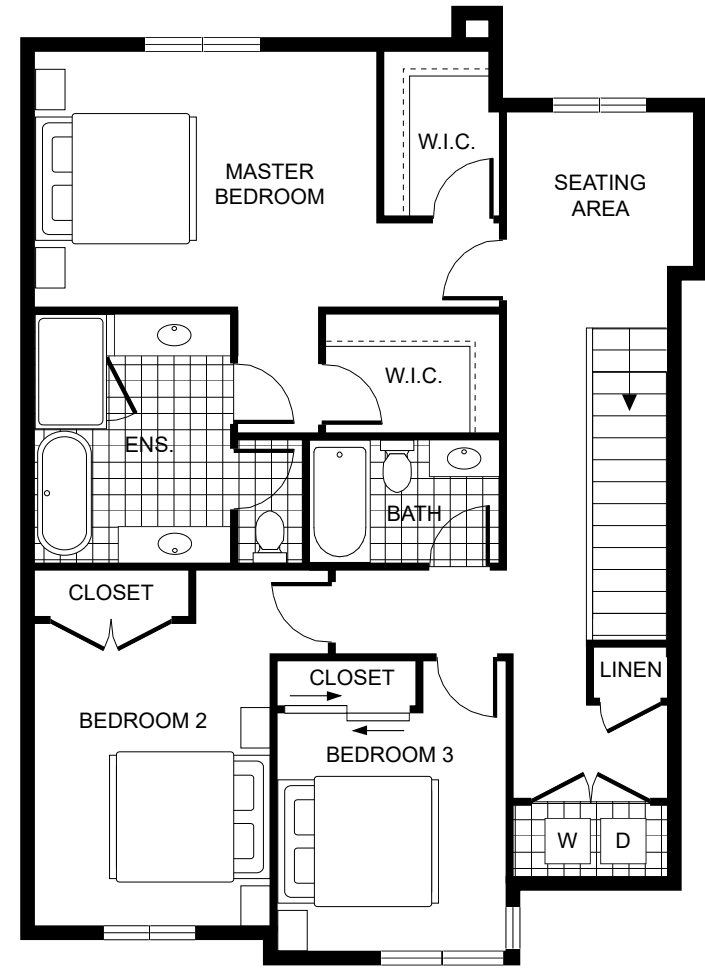 W.I.C.
MASTER
BEDROOM
SEATING
AREA
W.I.C.
ENS.
BATH
CLOSET
LINEN
CLOSET
BEDROOM 2
BEDROOM 3
W
D